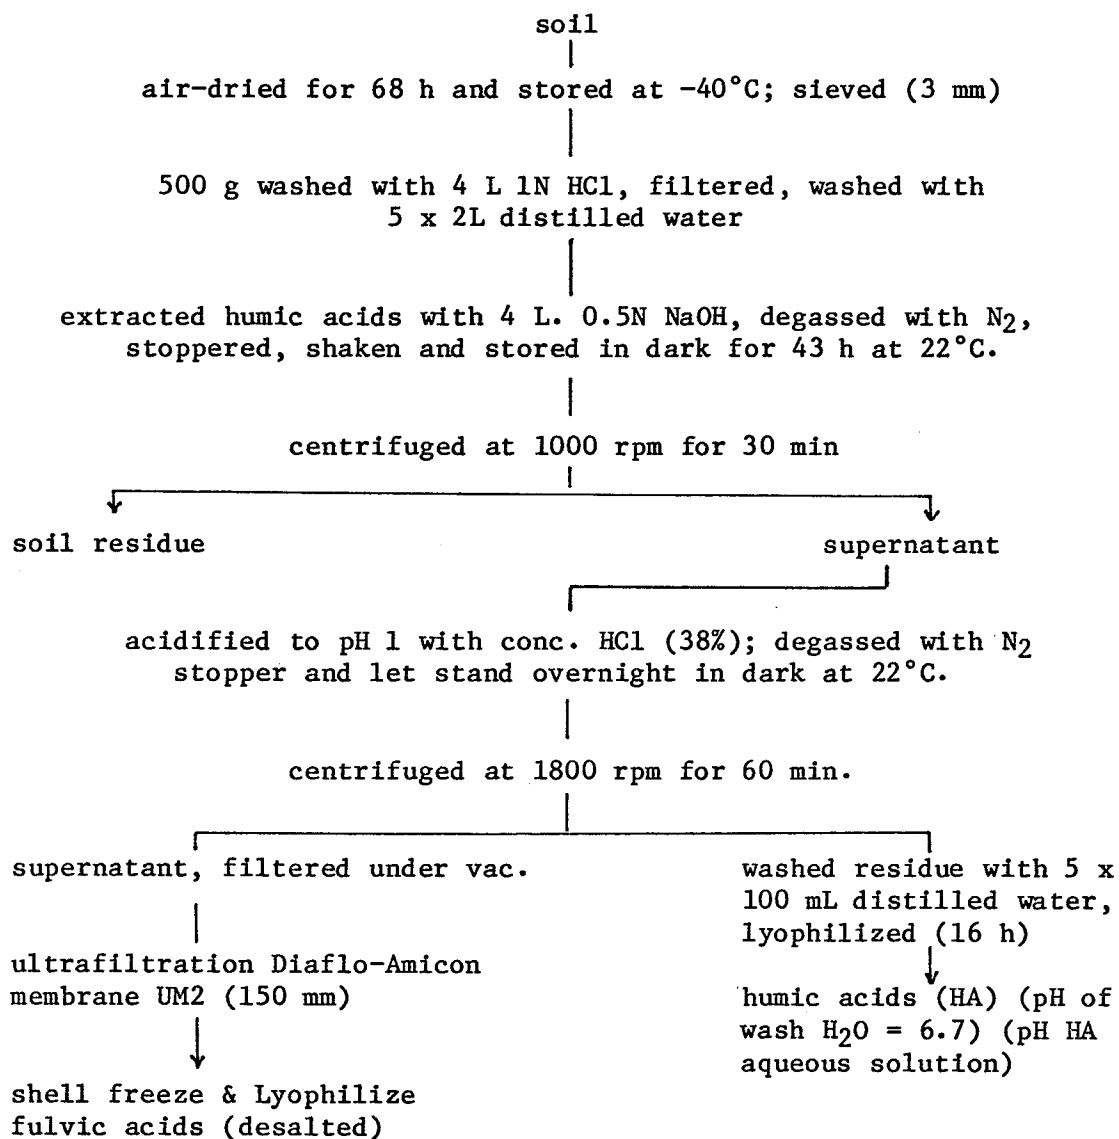 soil
air-dried for 68 h and stored at -40°C; sieved (3 mm)
500 g washed with 4 L 1N HCl, filtered, washed with
5 x 2L distilled water
extracted humic acids with 4 L. 0.5N NaOH, degassed with N₂,
stoppered, shaken and stored in dark for 43 h at 22°C.
centrifuged at 1000 rpm for 30 min
soil residue
supernatant
acidified to pH 1 with conc. HCl (38%); degassed with N₂
stopper and let stand overnight in dark at 22°C.
centrifuged at 1800 rpm for 60 min.
supernatant, filtered under vac.
ultrafiltration Diaflo-Amicon
membrane UM2 (150 mm)
shell freeze & Lyophilize
fulvic acids (desalted)
washed residue with 5 x
100 mL distilled water,
lyophilized (16 h)
humic acids (HA) (pH of
wash H₂O = 6.7) (pH HA
aqueous solution)